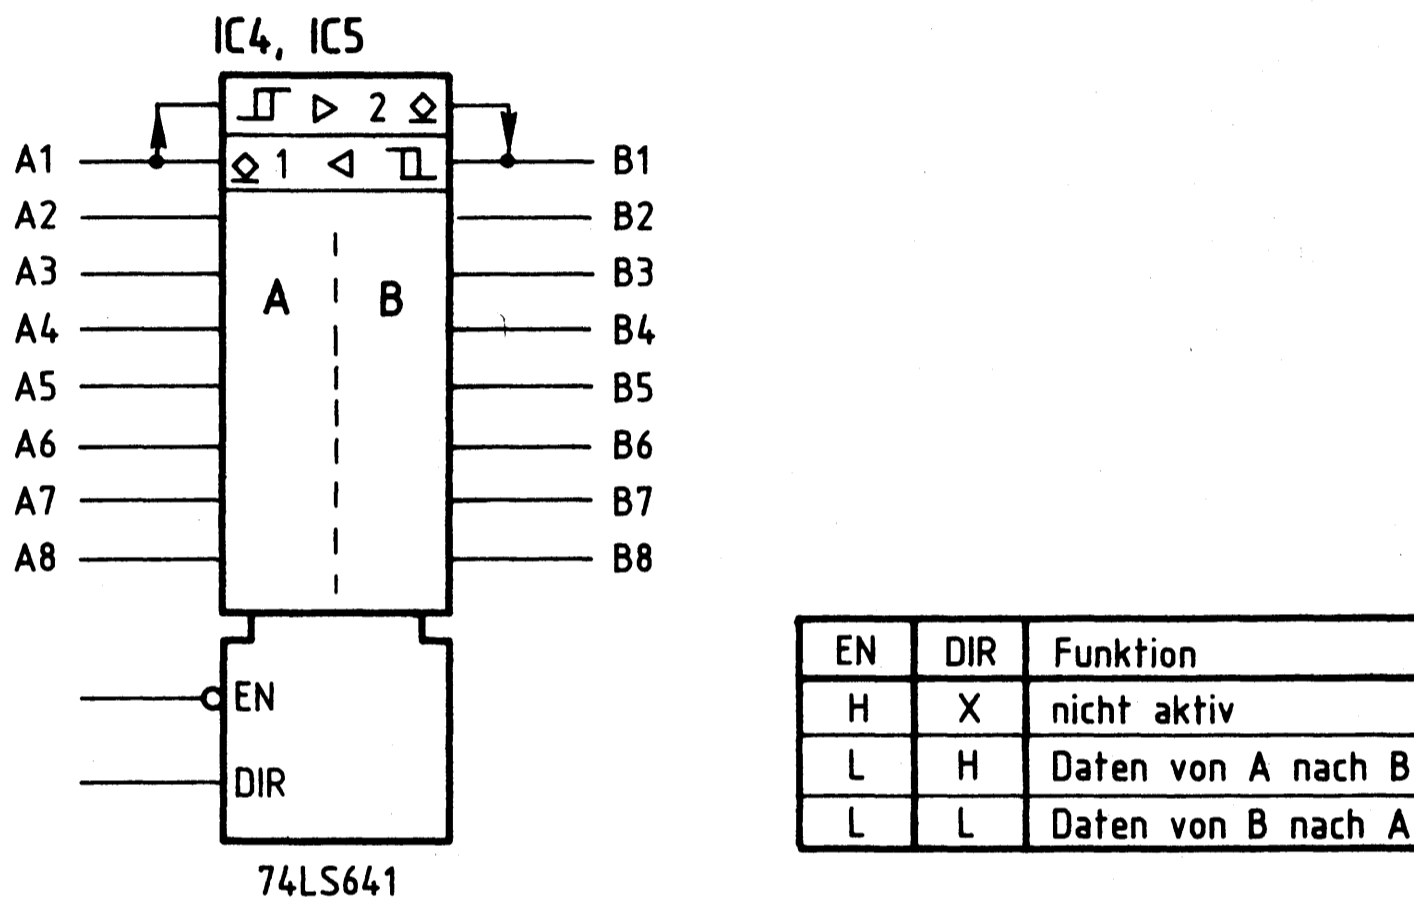 IC4, IC5
2
A1 1 B1
A2 B2
A3 B3
A B
A4 B4
A5 B5
A6 B6
A7 B7
A8 B8
EN
DIR
74LS641
EN DIR Funktion
H X nicht aktiv
L H Daten von A nach B
L L Daten von B nach A